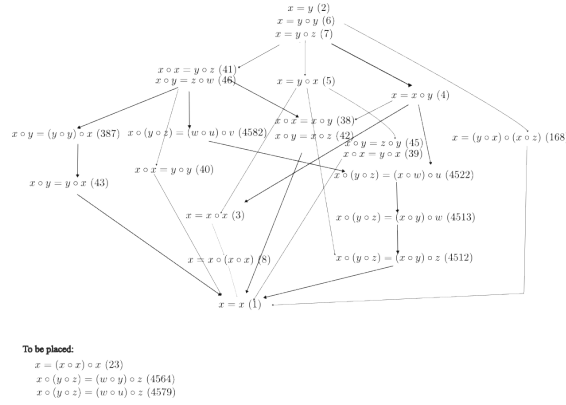 x = y (2)
x = y ∘ y (6)
x = y ∘ z (7)
x ∘ x = y ∘ z (41)
x ∘ y = z ∘ w (46)
x = y ∘ x (5)
x = x ∘ y (4)
x ∘ y = (y ∘ y) ∘ x (387)
x ∘ (y ∘ z) = (w ∘ u) ∘ v (4582)
x ∘ x = x ∘ y (38)
x ∘ y = x ∘ z (42)
x ∘ y = z ∘ y (45)
x ∘ x = y ∘ x (39)
x = (y ∘ x) ∘ (x ∘ z) (168
x ∘ x = y ∘ y (40)
x ∘ (y ∘ z) = (x ∘ w) ∘ u (4522)
x ∘ y = y ∘ x (43)
x = x ∘ x (3)
x ∘ (y ∘ z) = (x ∘ y) ∘ w (4513)
x = x ∘ (x ∘ x) (8)
x ∘ (y ∘ z) = (x ∘ y) ∘ z (4512)
x = x (1)
To be placed:
x = (x ∘ x) ∘ x (23)
x ∘ (y ∘ z) = (w ∘ y) ∘ z (4564)
x ∘ (y ∘ z) = (w ∘ u) ∘ z (4579)